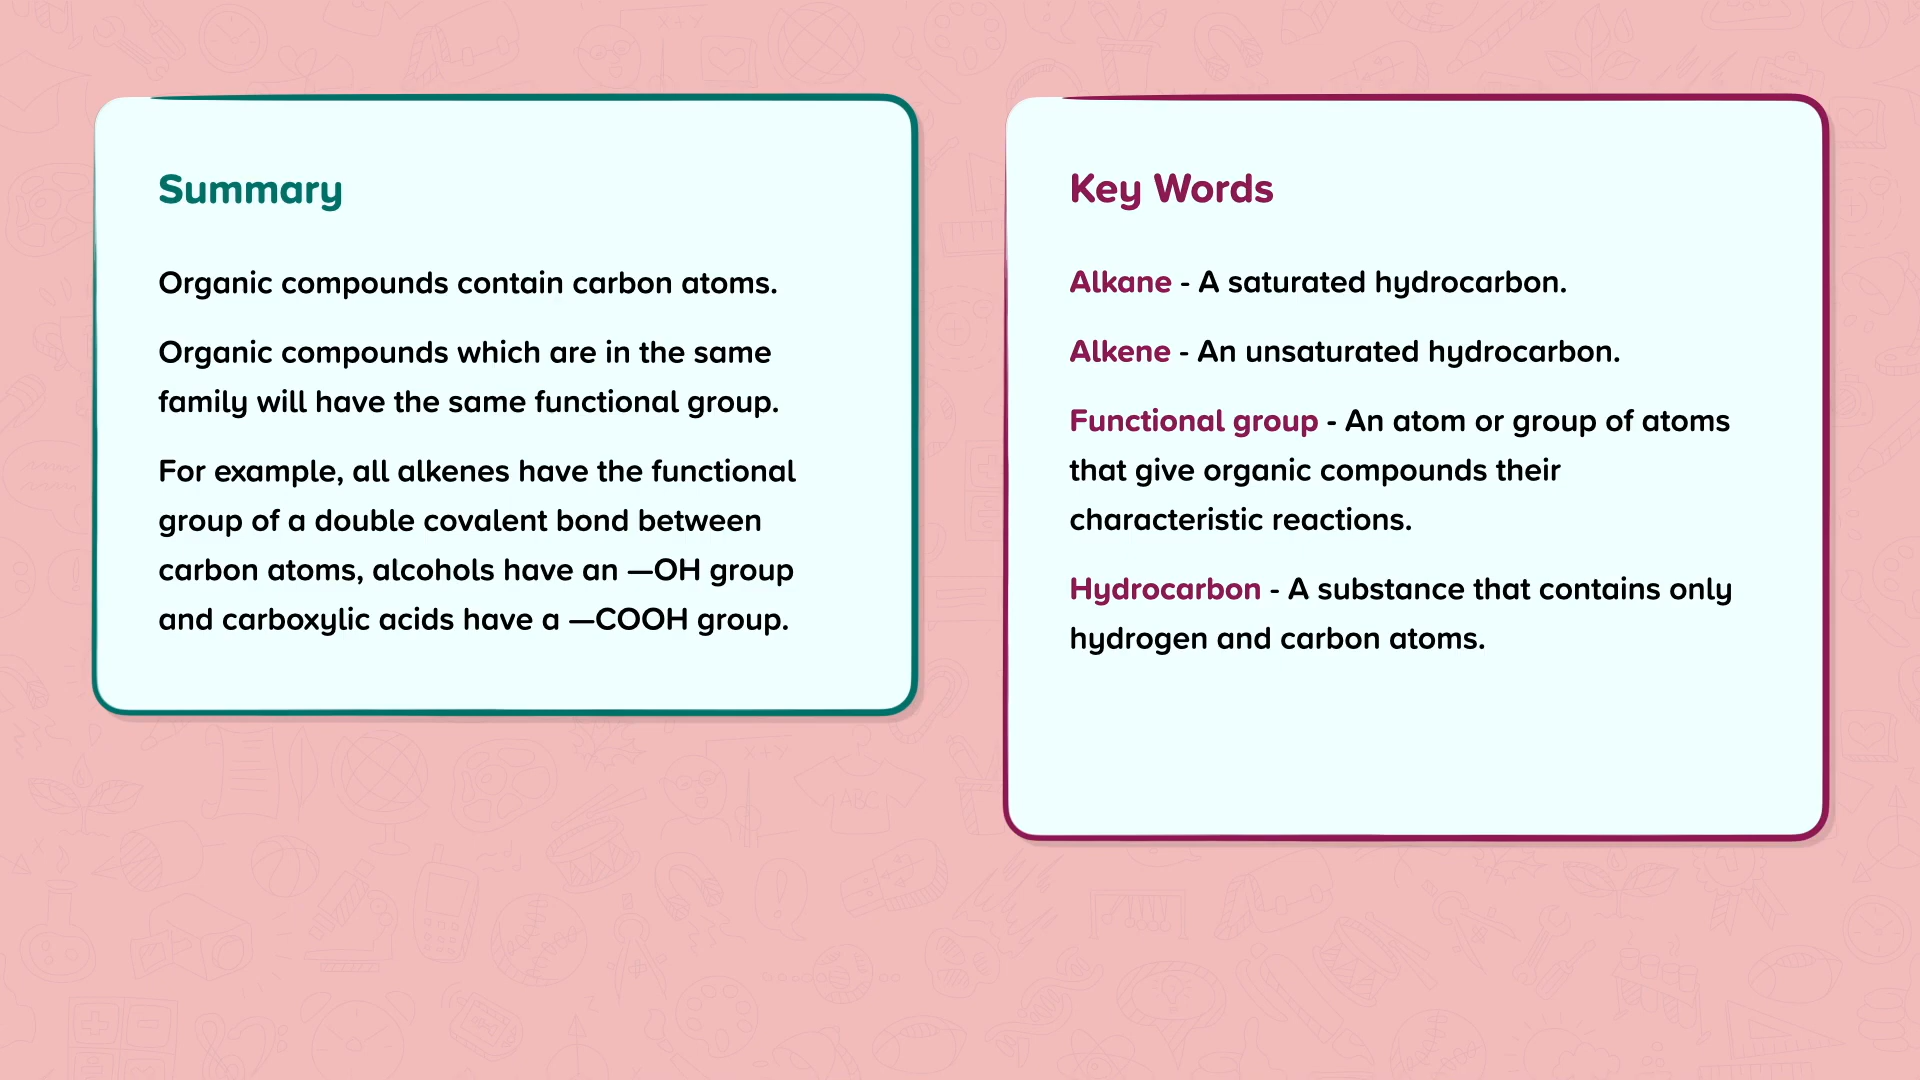 Summary
Organic compounds contain carbon atoms.
Organic compounds which are in the same
family will have the same functional group.
For example, all alkenes have the functional
group of a double covalent bond between
carbon atoms, alcohols have an —OH group
and carboxylic acids have a —COOH group.
Key Words
Alkane - A saturated hydrocarbon.
Alkene - An unsaturated hydrocarbon.
Functional group - An atom or group of atoms
that give organic compounds their
characteristic reactions.
Hydrocarbon - A substance that contains only
hydrogen and carbon atoms.
X+Y
X+Y
ABC